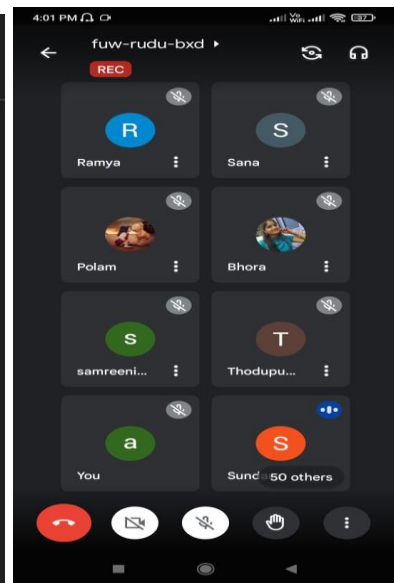 4:01 PM
fuw-rudu-bxd
REC
R S
Ramya Sana
Polam Bhora
s T
samreeni... Thodupu...
a S
You Sund 50 others